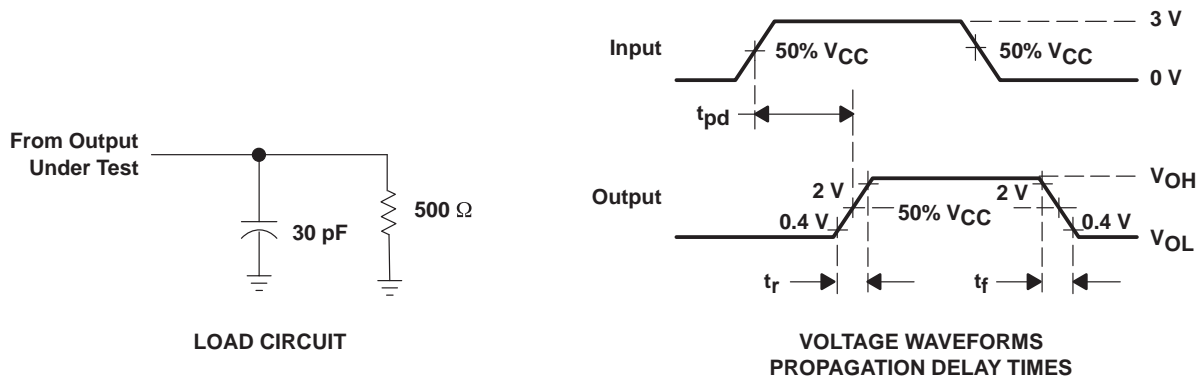 From Output
Under Test
30 pF
500 Ω
LOAD CIRCUIT
Input
50% VCC
50% VCC
3 V
0 V
tpd
Output
2 V
2 V
VOH
50% VCC
0.4 V
0.4 V
VOL
tr
tf
VOLTAGE WAVEFORMS
PROPAGATION DELAY TIMES